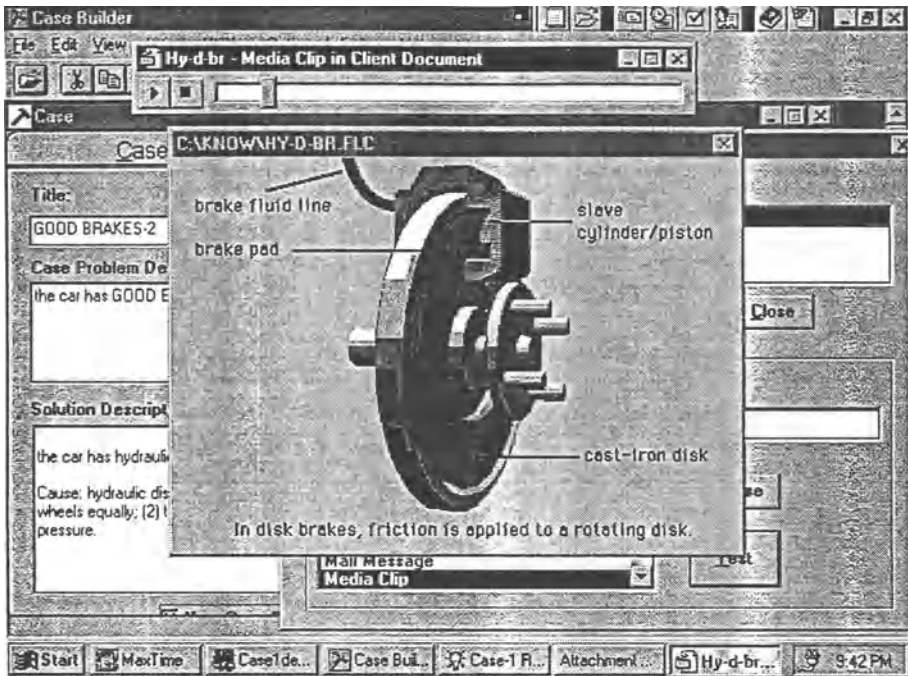 Case Builder
File Edit View
Hy-d-br - Media Clip in Client Document
Case
Case
C:\KNOW\HY-D-BR.FLC
Title:
GOOD BRAKES-2
Case Problem De
the car has GOOD
brake fluid line
brake pad
slave
cylinder/piston
cast-iron disk
In disk brakes, friction is applied to a rotating disk.
Close
Solution Descript
the car has hydrauli
Cause: hydraulic dis
wheels equally; (2) t
pressure.
Mail Message
Media Clip
Test
Start
MaxTime
Case1de...
Case Buil...
Case-1 R...
Attachment ...
Hy-d-br...
9:42 PM